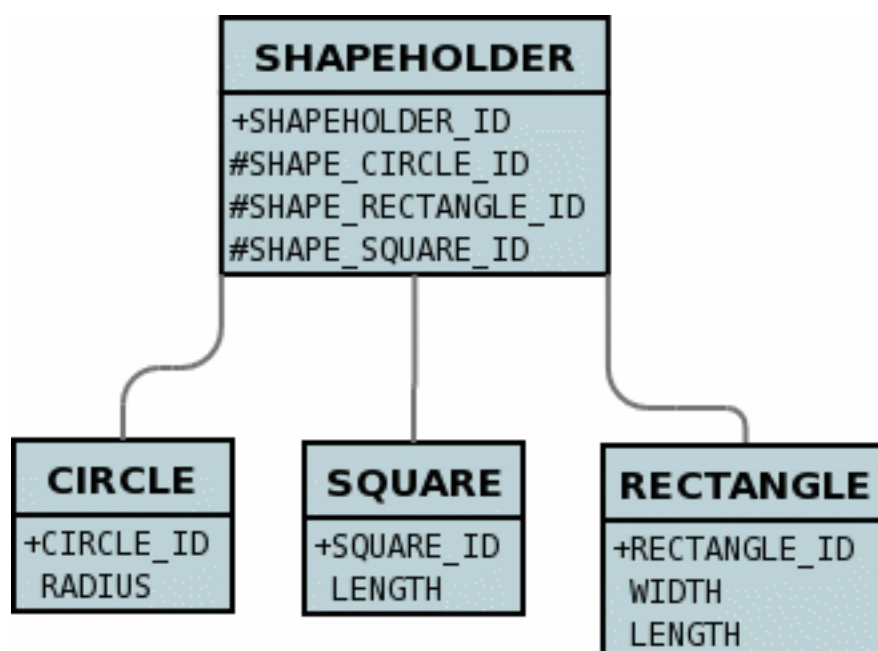 SHAPEHOLDER
+SHAPEHOLDER_ID
#SHAPE_CIRCLE_ID
#SHAPE_RECTANGLE_ID
#SHAPE_SQUARE_ID
CIRCLE
+CIRCLE_ID
RADIUS
SQUARE
+SQUARE_ID
LENGTH
RECTANGLE
+RECTANGLE_ID
WIDTH
LENGTH